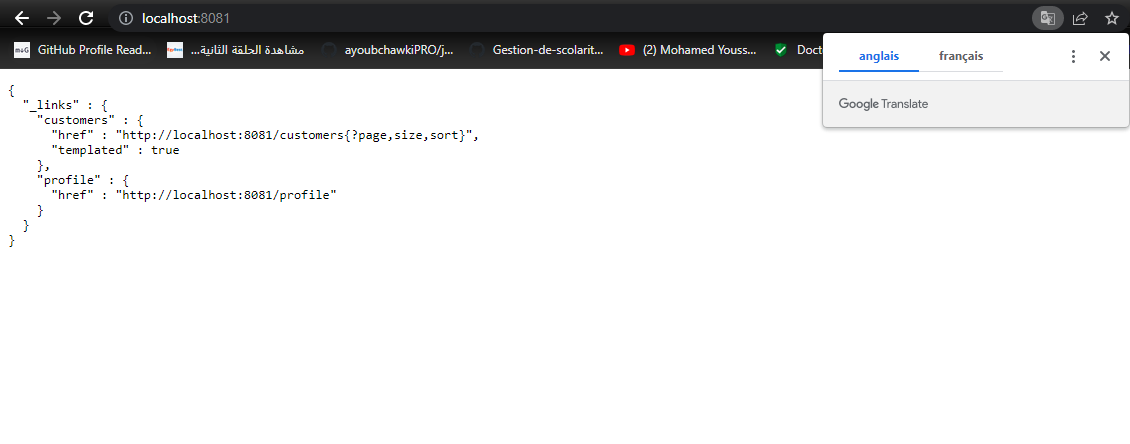 localhost:8081
GitHub Profile Read...
مشاهدة الحلقة الثانية...
ayoubchawkiPRO/j...
Gestion-de-scolarit...
(2) Mohamed Youss...
Docto
anglais
français
Google Translate
{
"_links" : {
"customers" : {
"href" : "http://localhost:8081/customers{?page,size,sort}",
"templated" : true
},
"profile" : {
"href" : "http://localhost:8081/profile"
}
}
}